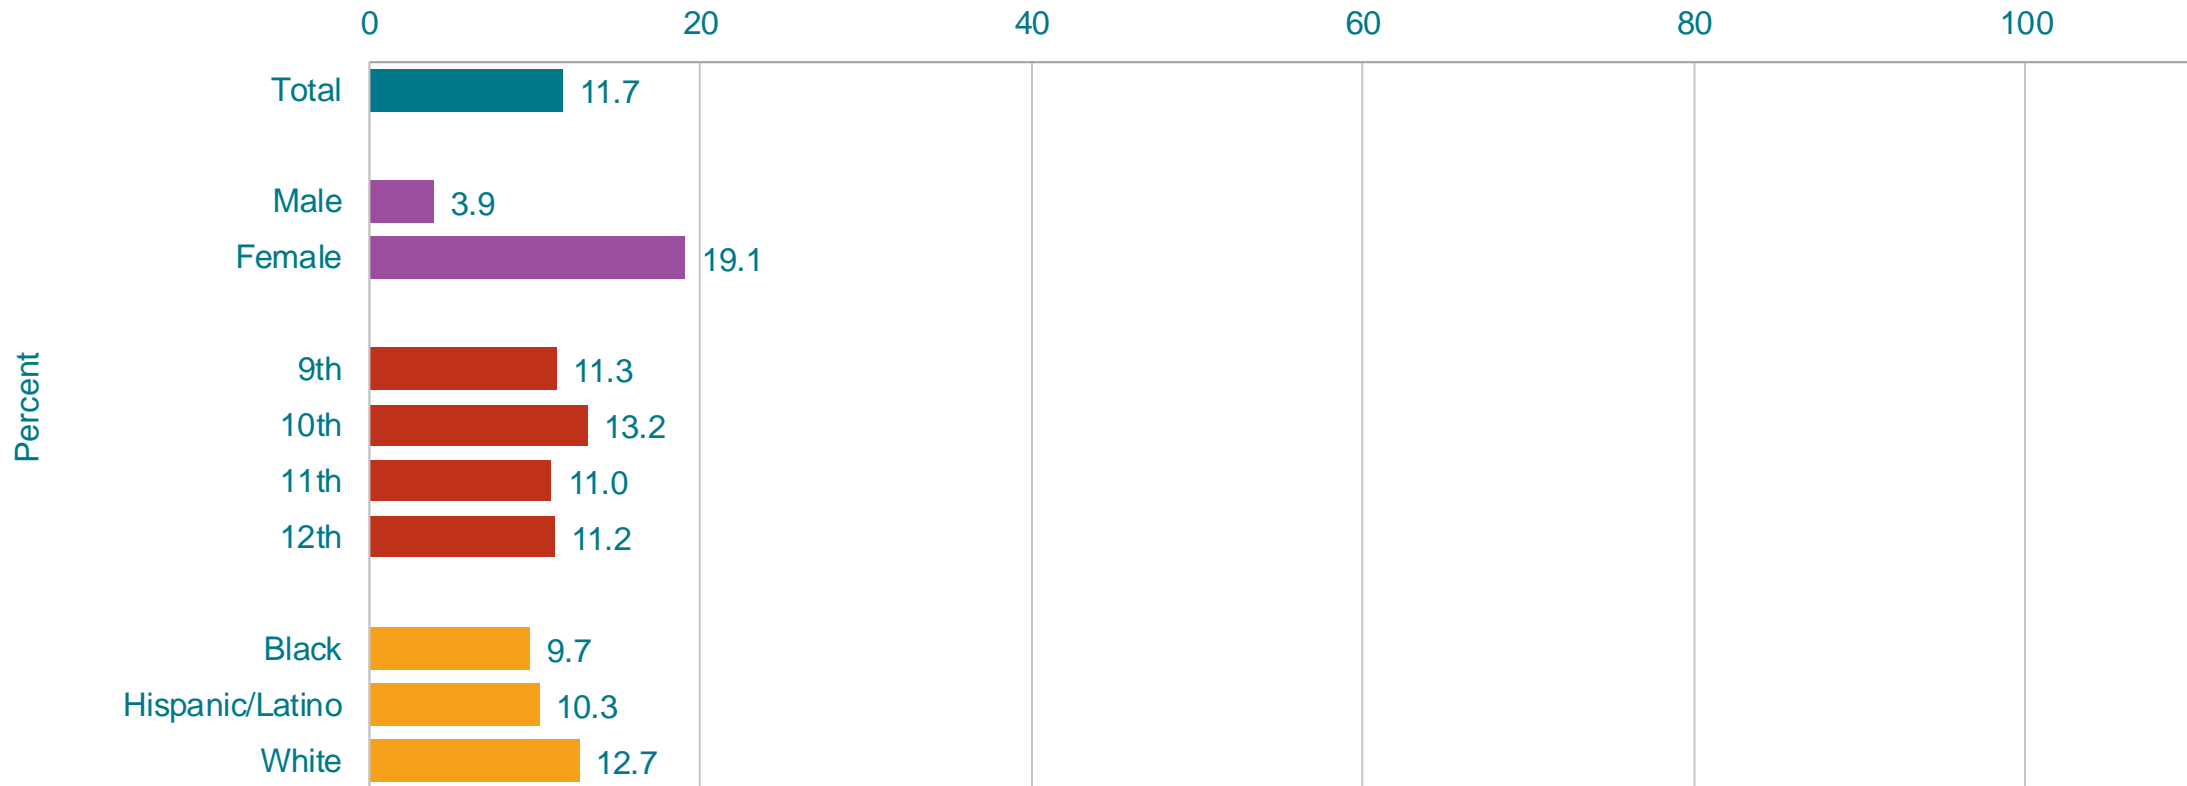 0 20 40 60 80 100
Total 11.7
Male 3.9
Female 19.1
Percent
9th 11.3
10th 13.2
11th 11.0
12th 11.2
Black 9.7
Hispanic/Latino 10.3
White 12.7